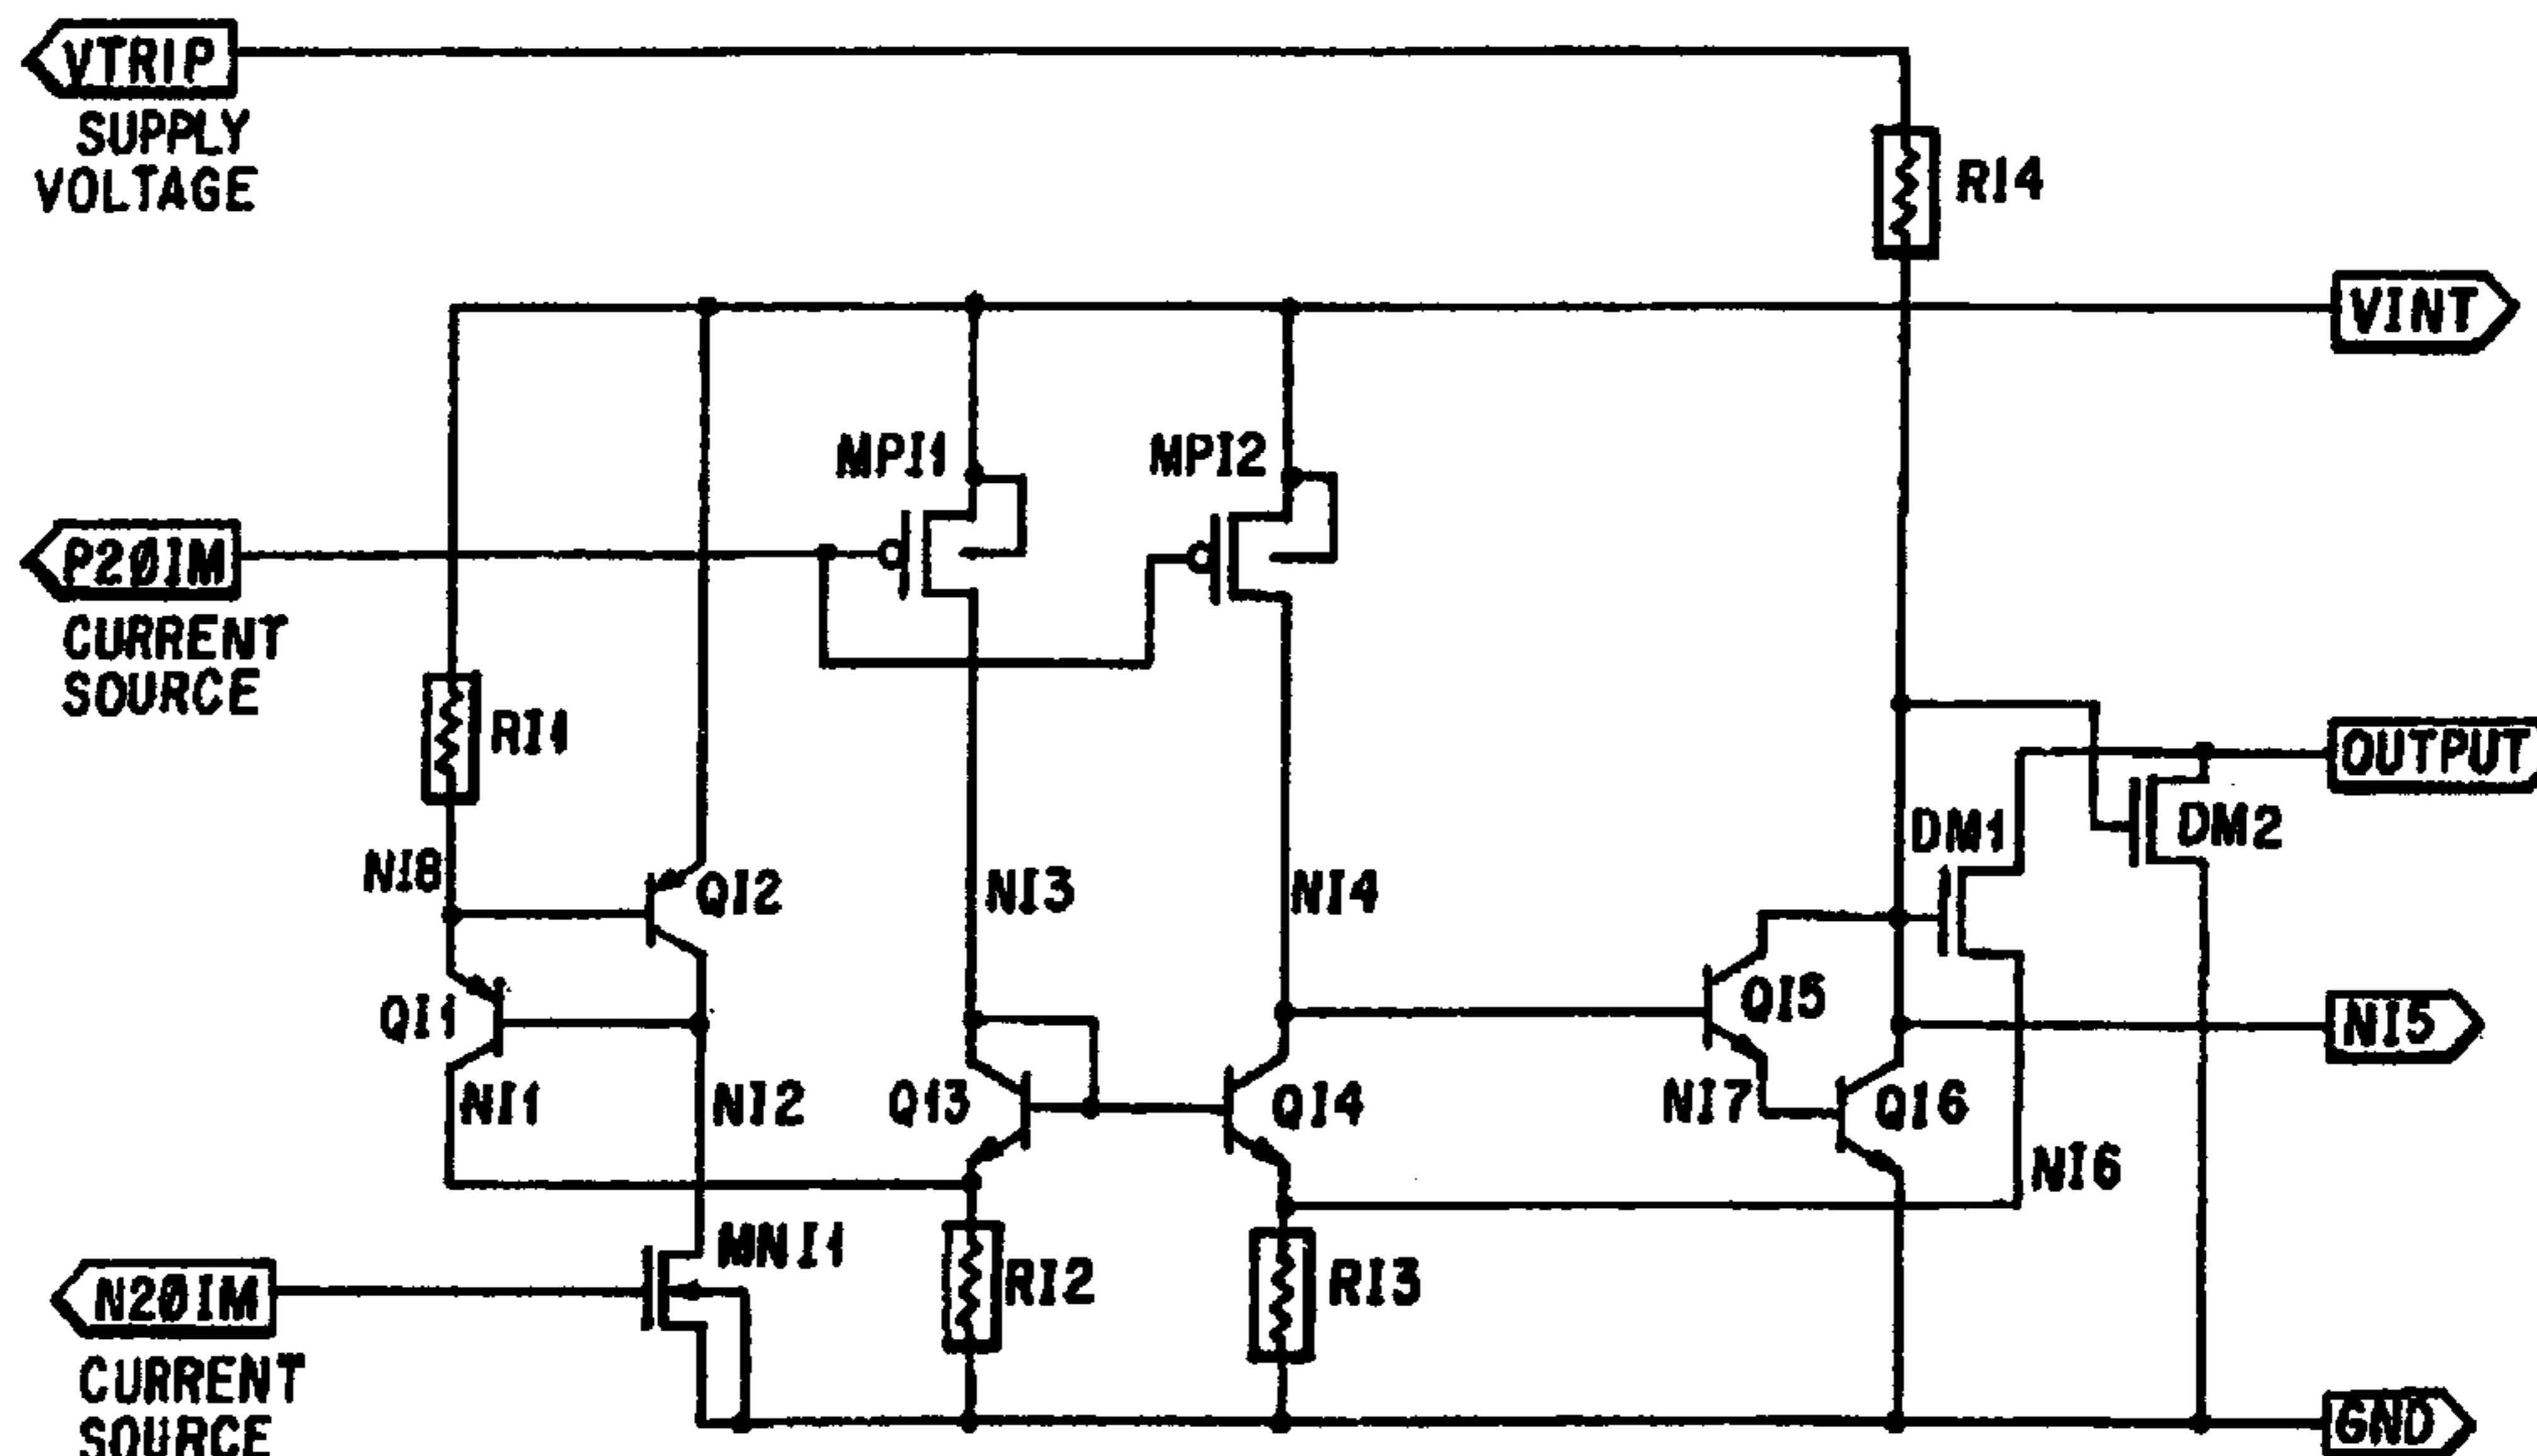 VTRIP
SUPPLY
VOLTAGE
RI4
VINT
MPI1
MPI2
P20IM
CURRENT
SOURCE
RI1
OUTPUT
DM1
DM2
NI8
QI2
NI3
NI4
QI1
QI5
NI5
NI1
NI2
Q13
QI4
NI7
QI6
NI6
MNI1
RI2
RI3
N20IM
CURRENT
SOURCE
GND